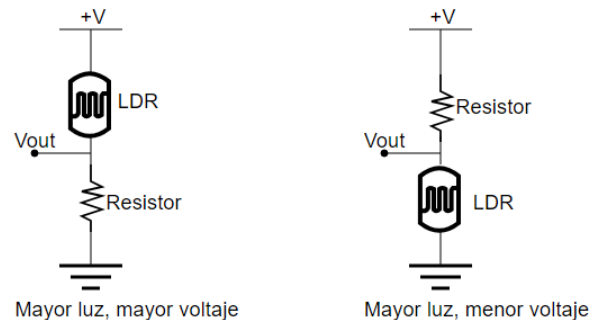 +V
LDR
Vout
Resistor
Mayor luz, mayor voltaje
+V
Resistor
Vout
LDR
Mayor luz, menor voltaje